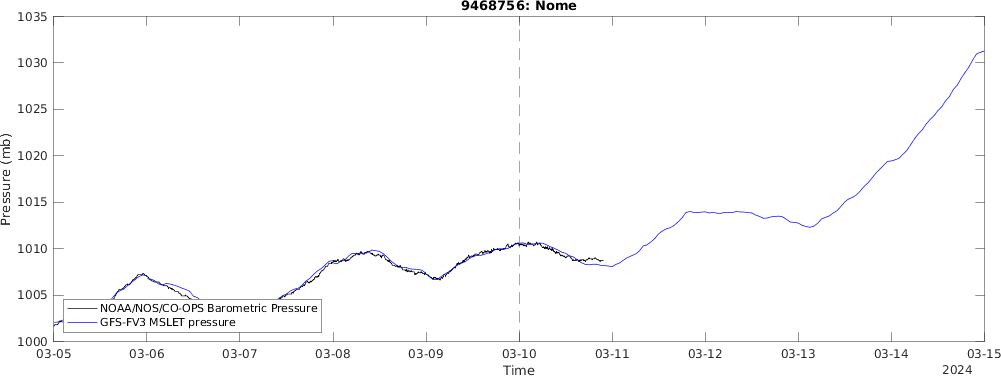 9468756: Nome
1035
1030
1025
1020
1015
1010
1005
1000
Pressure (mb)
NOAA/NOS/CO-OPS Barometric Pressure
GFS-FV3 MSLET pressure
03-05 03-06 03-07 03-08 03-09 03-10 03-11 03-12 03-13 03-14 03-15
Time
2024